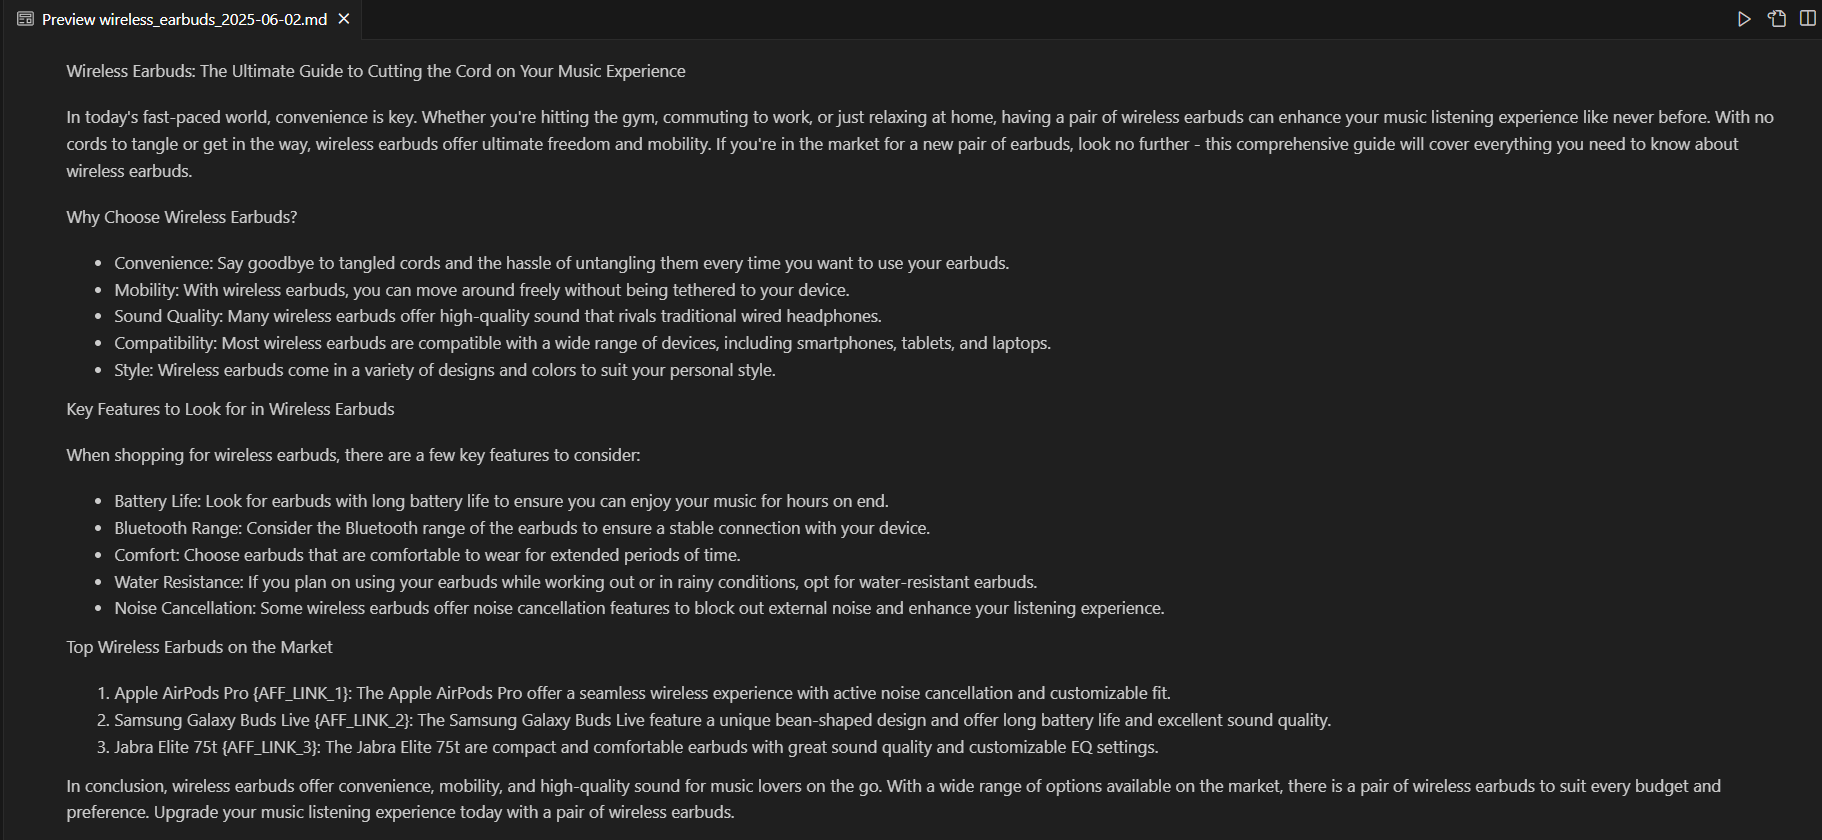 Preview wireless_earbuds_2025-06-02.md
Wireless Earbuds: The Ultimate Guide to Cutting the Cord on Your Music Experience
In today's fast-paced world, convenience is key. Whether you're hitting the gym, commuting to work, or just relaxing at home, having a pair of wireless earbuds can enhance your music listening experience like never before. With no
cords to tangle or get in the way, wireless earbuds offer ultimate freedom and mobility. If you're in the market for a new pair of earbuds, look no further - this comprehensive guide will cover everything you need to know about
wireless earbuds.
Why Choose Wireless Earbuds?
• Convenience: Say goodbye to tangled cords and the hassle of untangling them every time you want to use your earbuds.
• Mobility: With wireless earbuds, you can move around freely without being tethered to your device.
• Sound Quality: Many wireless earbuds offer high-quality sound that rivals traditional wired headphones.
• Compatibility: Most wireless earbuds are compatible with a wide range of devices, including smartphones, tablets, and laptops.
• Style: Wireless earbuds come in a variety of designs and colors to suit your personal style.
Key Features to Look for in Wireless Earbuds
When shopping for wireless earbuds, there are a few key features to consider:
• Battery Life: Look for earbuds with long battery life to ensure you can enjoy your music for hours on end.
• Bluetooth Range: Consider the Bluetooth range of the earbuds to ensure a stable connection with your device.
• Comfort: Choose earbuds that are comfortable to wear for extended periods of time.
• Water Resistance: If you plan on using your earbuds while working out or in rainy conditions, opt for water-resistant earbuds.
• Noise Cancellation: Some wireless earbuds offer noise cancellation features to block out external noise and enhance your listening experience.
Top Wireless Earbuds on the Market
1. Apple AirPods Pro {AFF_LINK_1}: The Apple AirPods Pro offer a seamless wireless experience with active noise cancellation and customizable fit.
2. Samsung Galaxy Buds Live {AFF_LINK_2}: The Samsung Galaxy Buds Live feature a unique bean-shaped design and offer long battery life and excellent sound quality.
3. Jabra Elite 75t {AFF_LINK_3}: The Jabra Elite 75t are compact and comfortable earbuds with great sound quality and customizable EQ settings.
In conclusion, wireless earbuds offer convenience, mobility, and high-quality sound for music lovers on the go. With a wide range of options available on the market, there is a pair of wireless earbuds to suit every budget and
preference. Upgrade your music listening experience today with a pair of wireless earbuds.